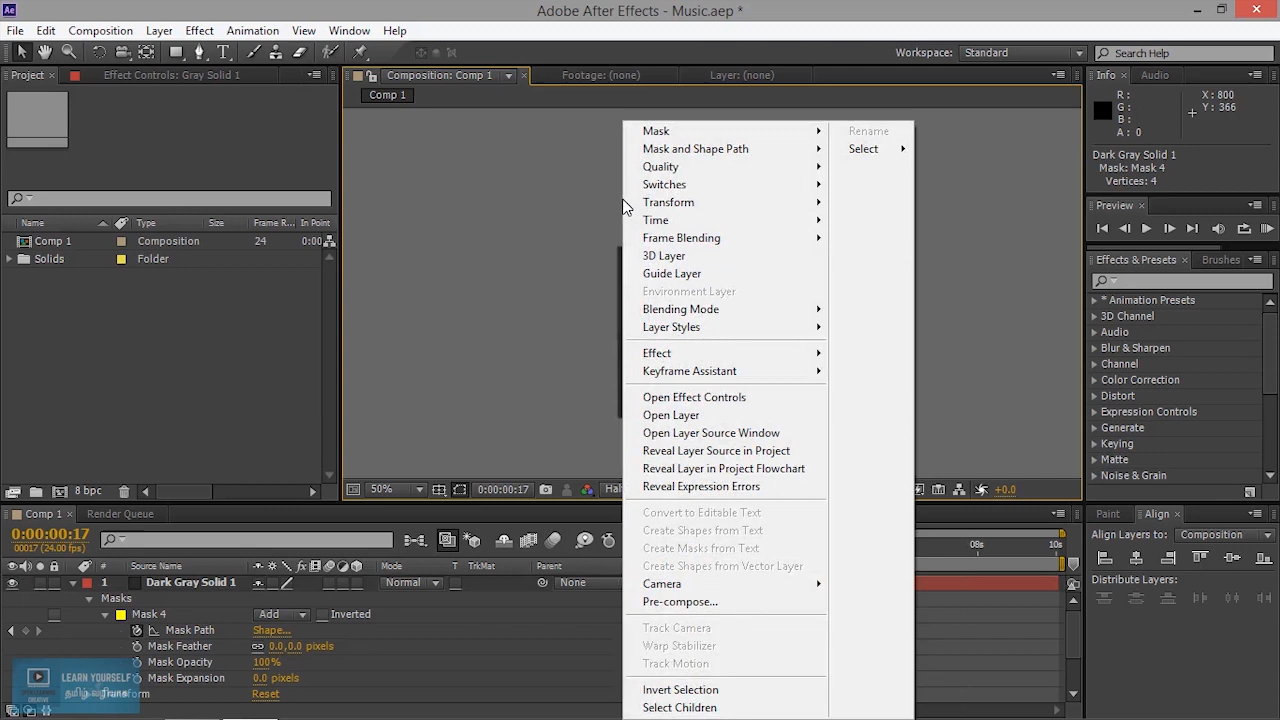 Adobe After Effects - Music.aep *
File Edit Composition Layer Effect Animation View Window Help
Workspace: Standard Search Help
Project Effect Controls: Gray Solid 1
Composition: Comp 1 Footage: (none) Layer: (none)
Comp 1
Info Audio
R : X : 800
G : Y : 366
B :
A : 0
Dark Gray Solid 1
Mask: Mask 4
Vertices: 4
Preview
Effects & Presets Brushes
* Animation Presets
3D Channel
Audio
Blur & Sharpen
Channel
Color Correction
Distort
Expression Controls
Generate
Keying
Matte
Noise & Grain
Name Type Frame R... In Point
Comp 1 Composition 24 0:00
Solids Folder
8 bpc
Mask
Mask and Shape Path
Quality
Switches
Transform
Time
Frame Blending
3D Layer
Guide Layer
Environment Layer
Blending Mode
Layer Styles
Effect
Keyframe Assistant
Open Effect Controls
Open Layer
Open Layer Source Window
Reveal Layer Source in Project
Reveal Layer in Project Flowchart
Reveal Expression Errors
Convert to Editable Text
Create Shapes from Text
Create Masks from Text
Create Shapes from Vector Layer
Camera
Pre-compose...
Track Camera
Warp Stabilizer
Track Motion
Invert Selection
Select Children
Rename
Select
50% 0:00:00:17 Hal +0.0
Comp 1 Render Queue
0:00:00:17
00017 (24.00 fps)
08s 10s
# Source Name Mode T TrkMat Parent
1 Dark Gray Solid 1 Normal None
Masks
Mask 4 Add Inverted
Mask Path Shape...
Mask Feather 0.0,0.0 pixels
Mask Opacity 100%
Mask Expansion 0.0 pixels
Transform Reset
LEARN YOURSELF
Paint Align
Align Layers to: Composition
Distribute Layers: